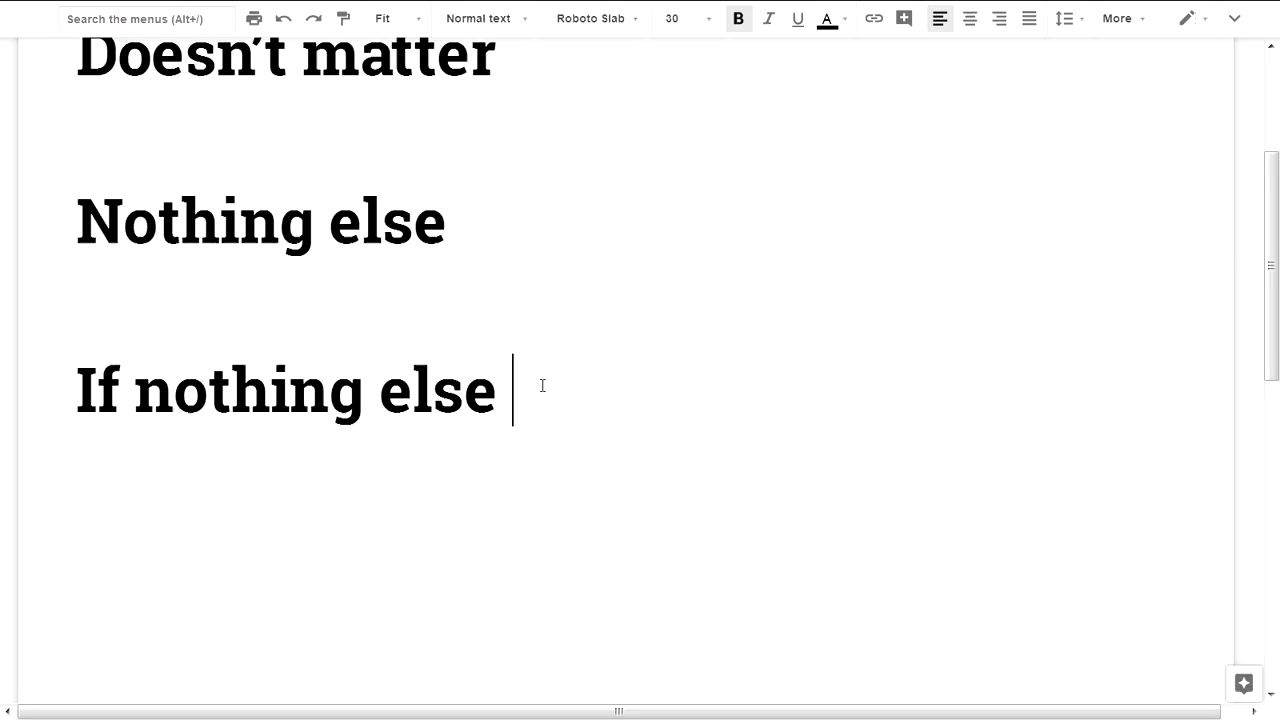 Search the menus (Alt+/)
Fit
Normal text
Roboto Slab
30
B
I
U
A
More
Doesn’t matter
Nothing else
If nothing else